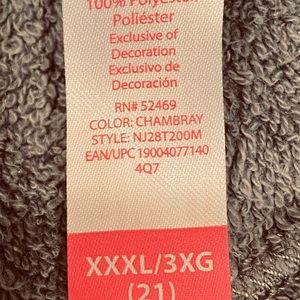 100% Polyester
Poliéster
Exclusive of
Decoration
Exclusivo de
Decoración
RN# 52469
COLOR: CHAMBRAY
STYLE: NJ28T200M
EAN/UPC 19004077140
4Q7
XXXL/3XG
(21)